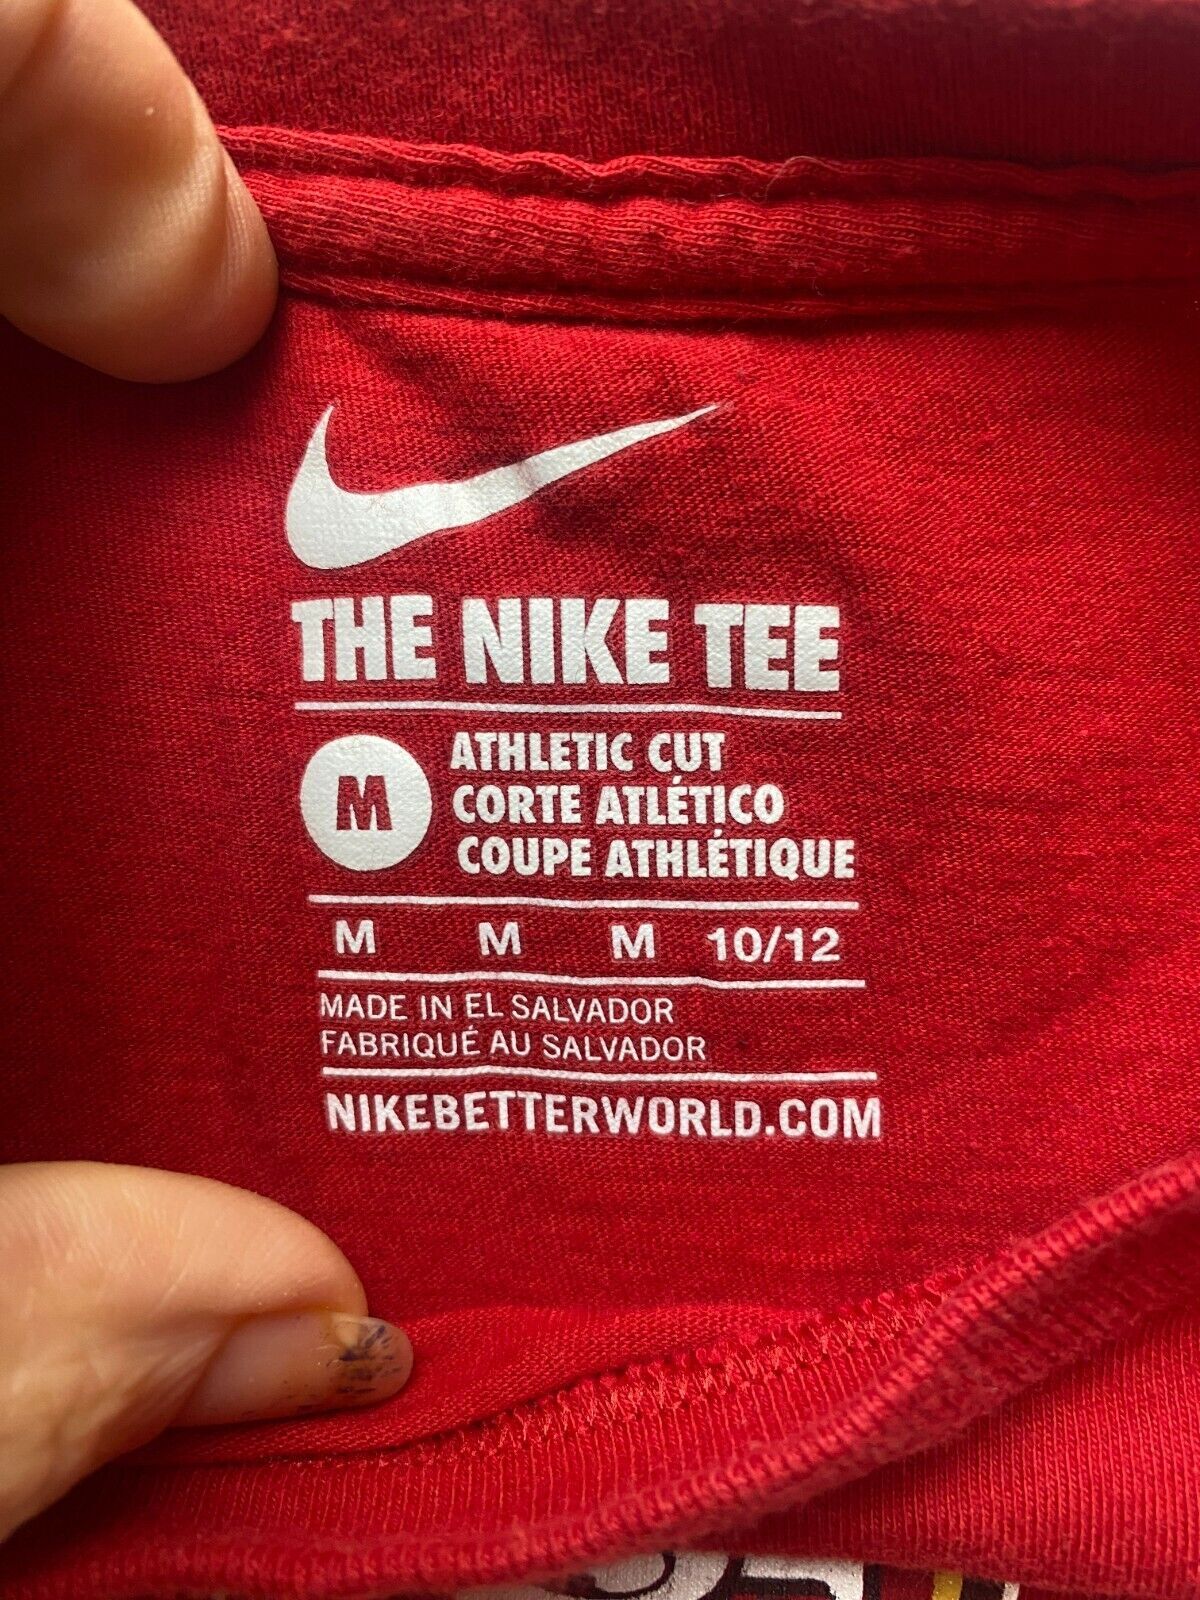 THE NIKE TEE
M
ATHLETIC CUT
CORTE ATLÉTICO
COUPE ATHLÉTIQUE
M M M 10/12
MADE IN EL SALVADOR
FABRIQUÉ AU SALVADOR
NIKEBETTERWORLD.COM